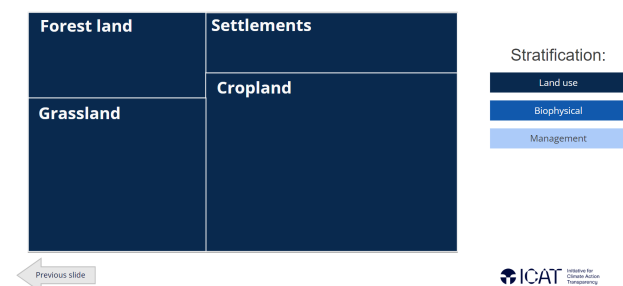 Forest land
Settlements
Grassland
Cropland
Stratification:
Land use
Biophysical
Management
Previous slide
ICAT
Initiative for
Climate Action
Transparency